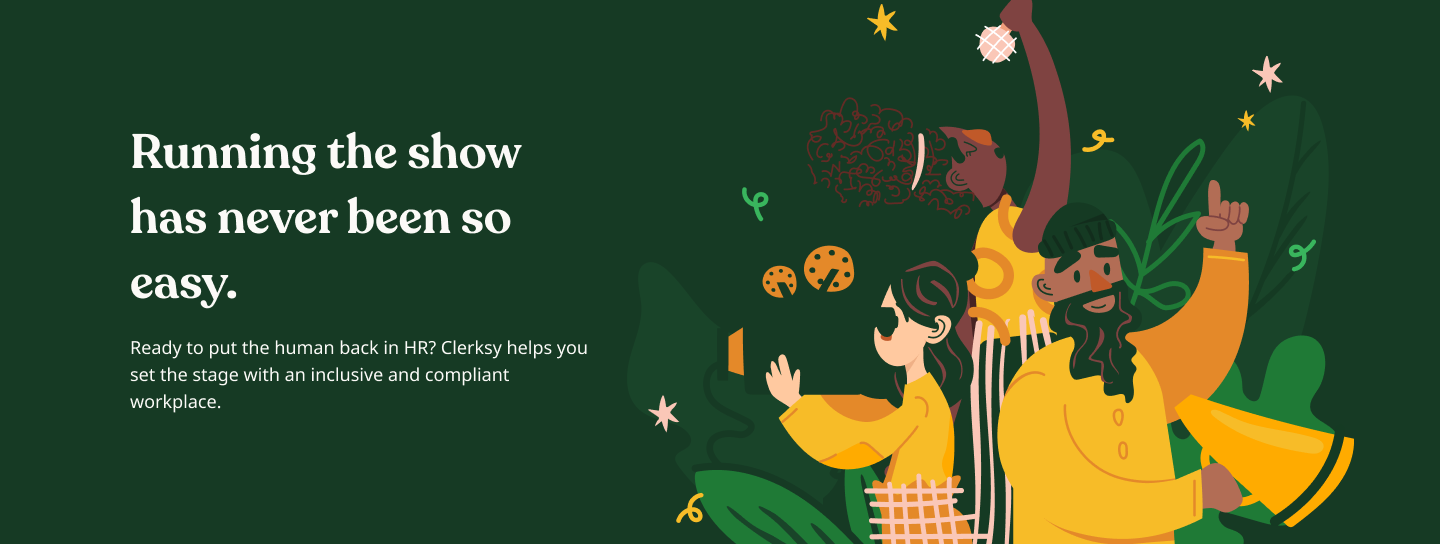 Running the show
has never been so
easy.
Ready to put the human back in HR? Clerksy helps you
set the stage with an inclusive and compliant
workplace.